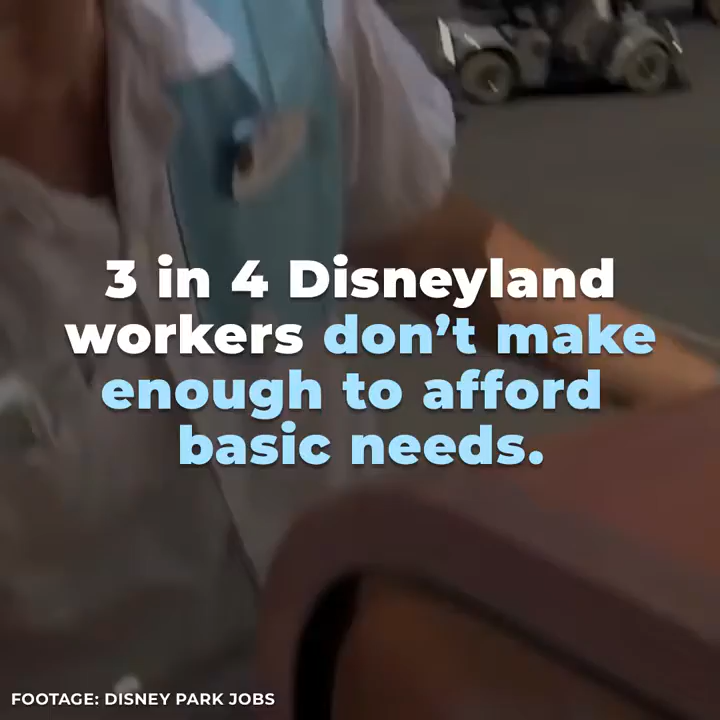 3 in 4 Disneyland
workers don’t make
enough to afford
basic needs.
FOOTAGE: DISNEY PARK JOBS